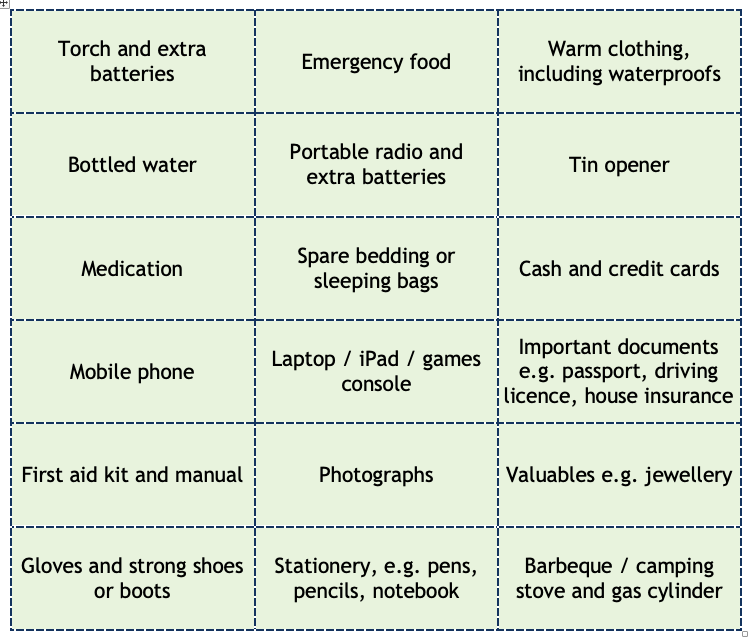 Torch and extra
batteries
Emergency food
Warm clothing,
including waterproofs
Bottled water
Portable radio and
extra batteries
Tin opener
Medication
Spare bedding or
sleeping bags
Cash and credit cards
Mobile phone
Laptop / iPad / games
console
Important documents
e.g. passport, driving
licence, house insurance
First aid kit and manual
Photographs
Valuables e.g. jewellery
Gloves and strong shoes
or boots
Stationery, e.g. pens,
pencils, notebook
Barbeque / camping
stove and gas cylinder